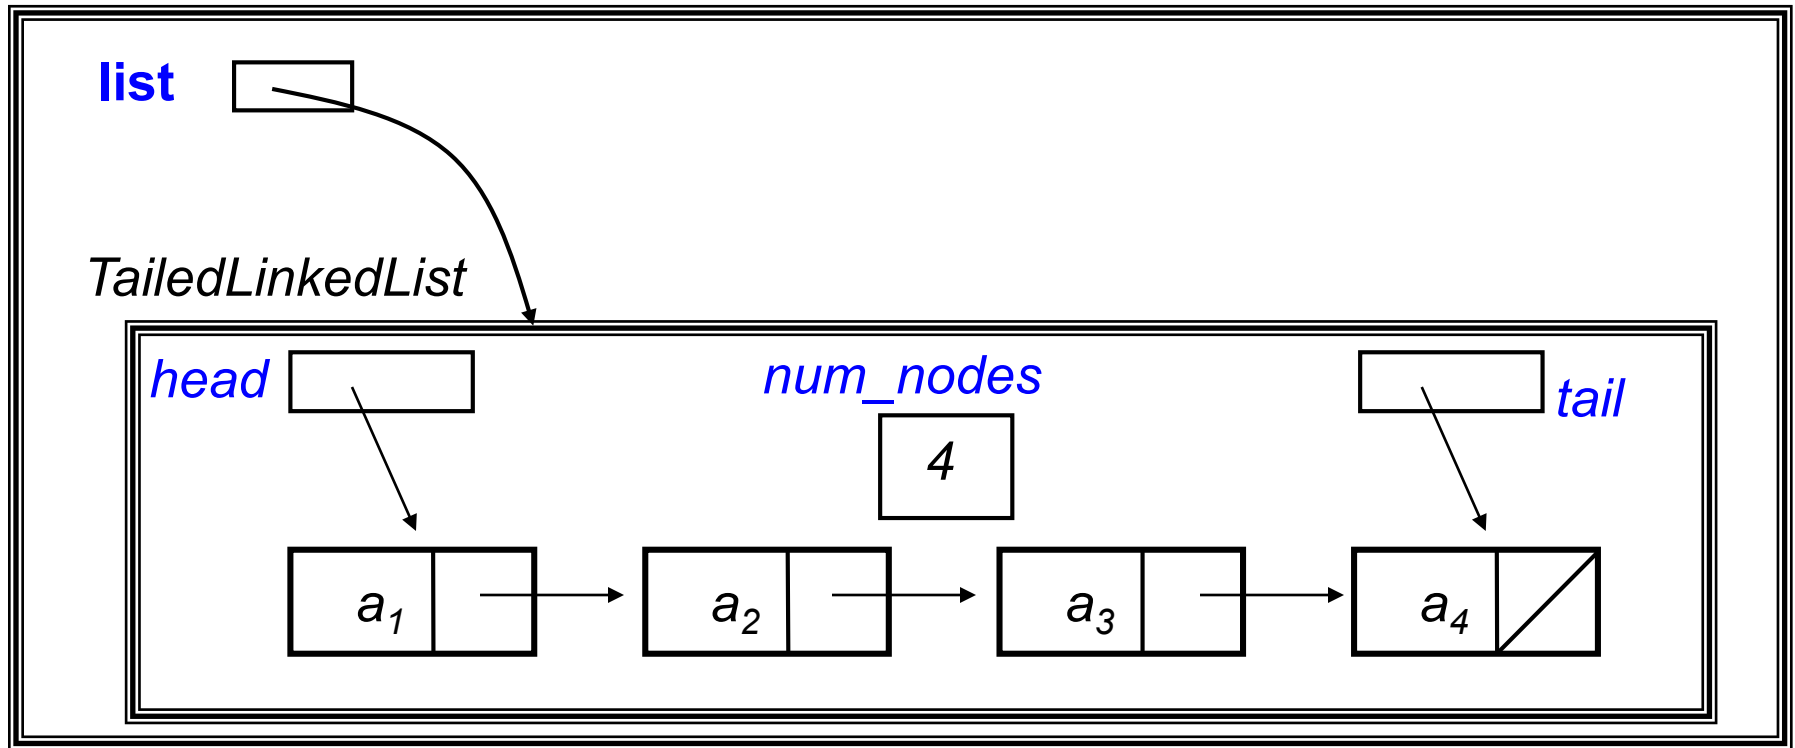 list
TailedLinkedList
head
num_nodes
tail
4
a1
a2
a3
a4